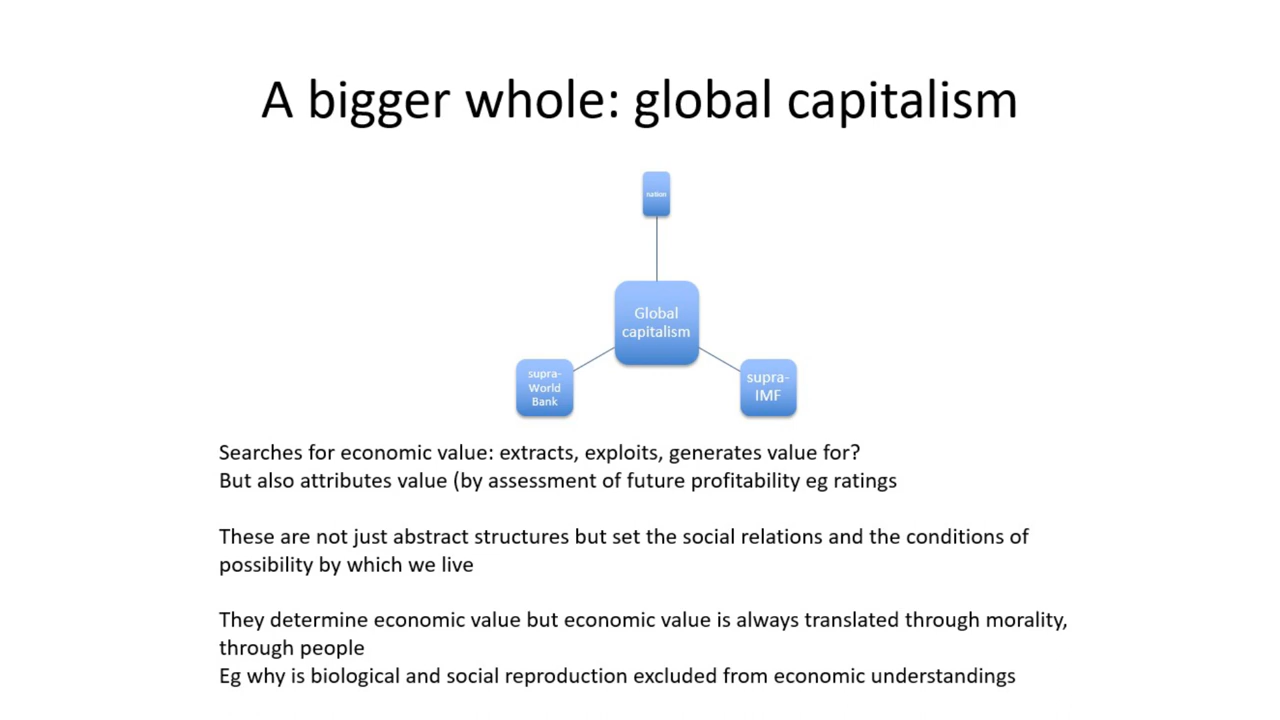 A bigger whole: global capitalism
nation
Global
capitalism
supra-
World
Bank
supra-
IMF
Searches for economic value: extracts, exploits, generates value for?
But also attributes value (by assessment of future profitability eg ratings
These are not just abstract structures but set the social relations and the conditions of
possibility by which we live
They determine economic value but economic value is always translated through morality,
through people
Eg why is biological and social reproduction excluded from economic understandings